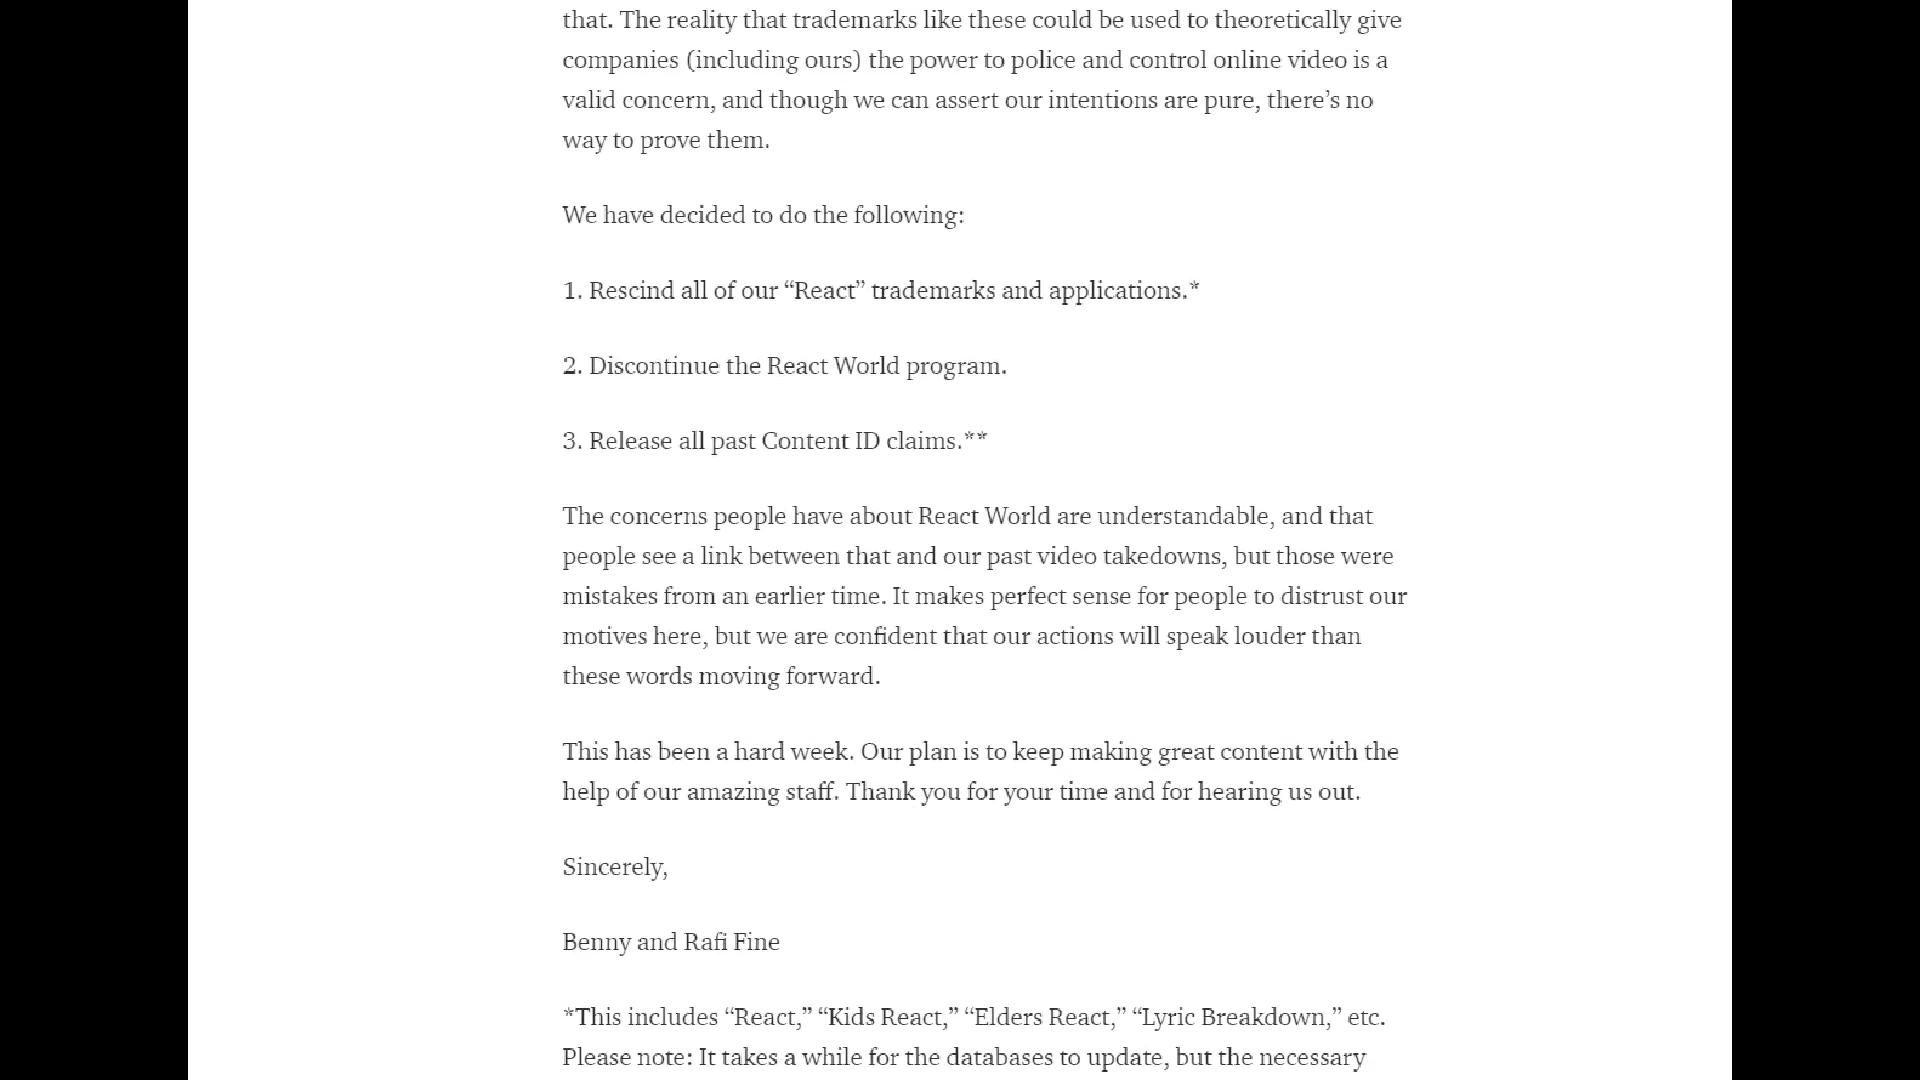 that. The reality that trademarks like these could be used to theoretically give
companies (including ours) the power to police and control online video is a
valid concern, and though we can assert our intentions are pure, there’s no
way to prove them.
We have decided to do the following:
1. Rescind all of our “React” trademarks and applications.*
2. Discontinue the React World program.
3. Release all past Content ID claims.**
The concerns people have about React World are understandable, and that
people see a link between that and our past video takedowns, but those were
mistakes from an earlier time. It makes perfect sense for people to distrust our
motives here, but we are confident that our actions will speak louder than
these words moving forward.
This has been a hard week. Our plan is to keep making great content with the
help of our amazing staff. Thank you for your time and for hearing us out.
Sincerely,
Benny and Rafi Fine
*This includes “React,” “Kids React,” “Elders React,” “Lyric Breakdown,” etc.
Please note: It takes a while for the databases to update, but the necessary